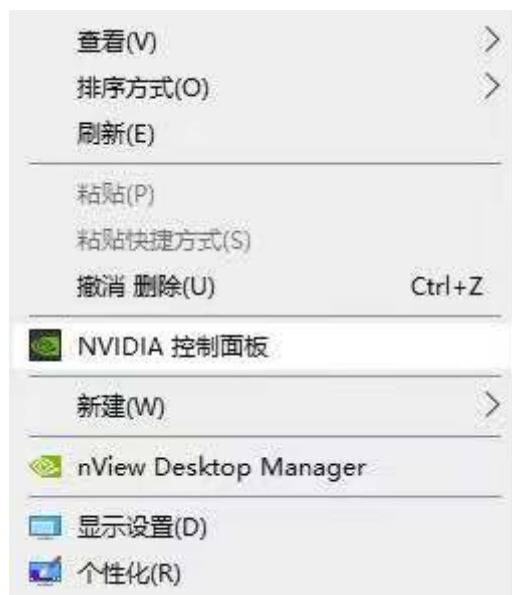 查看(V)
排序方式(O)
刷新(E)
粘贴(P)
粘贴快捷方式(S)
撤消 删除(U) Ctrl+Z
NVIDIA 控制面板
新建(W)
nView Desktop Manager
显示设置(D)
个性化(R)